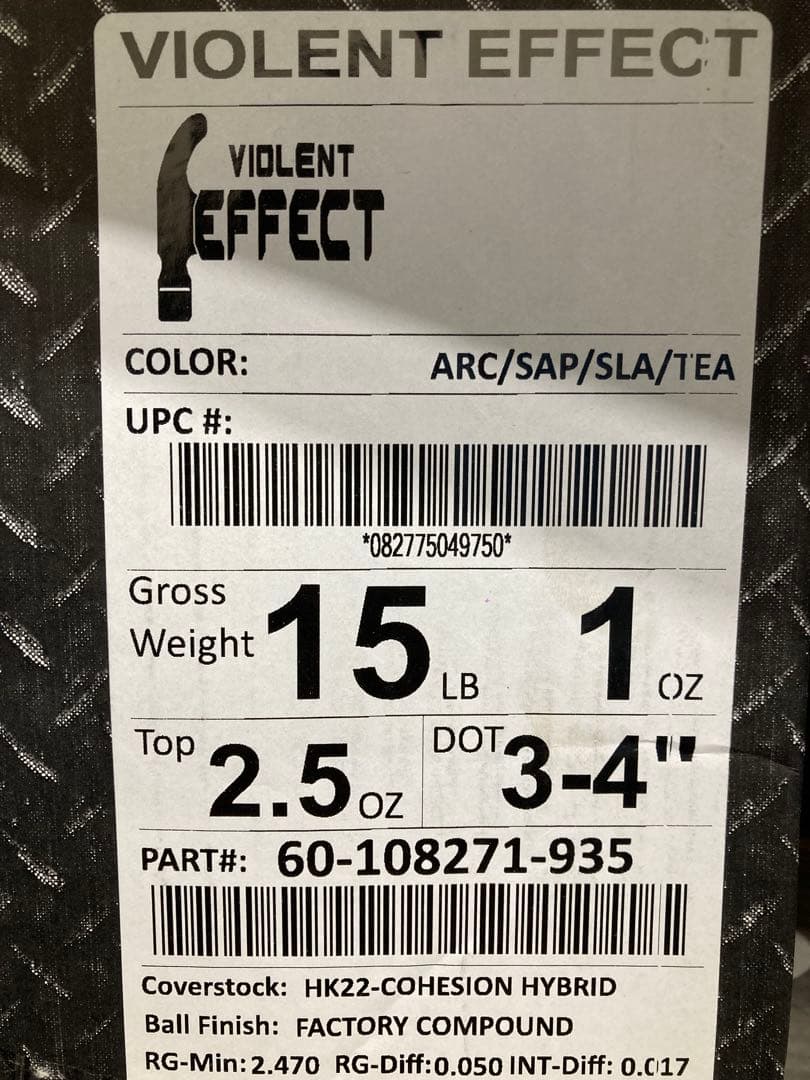 VIOLENT EFFECT
VIOLENT
EFFECT
COLOR: ARC/SAP/SLA/TEA
UPC #:
*082775049750*
Gross Weight 15 LB 1 OZ
Top 2.5 OZ DOT 3-4"
PART#: 60-108271-935
Coverstock: HK22-COHESION HYBRID
Ball Finish: FACTORY COMPOUND
RG-Min: 2.470 RG-Diff: 0.050 INT-Diff: 0.017